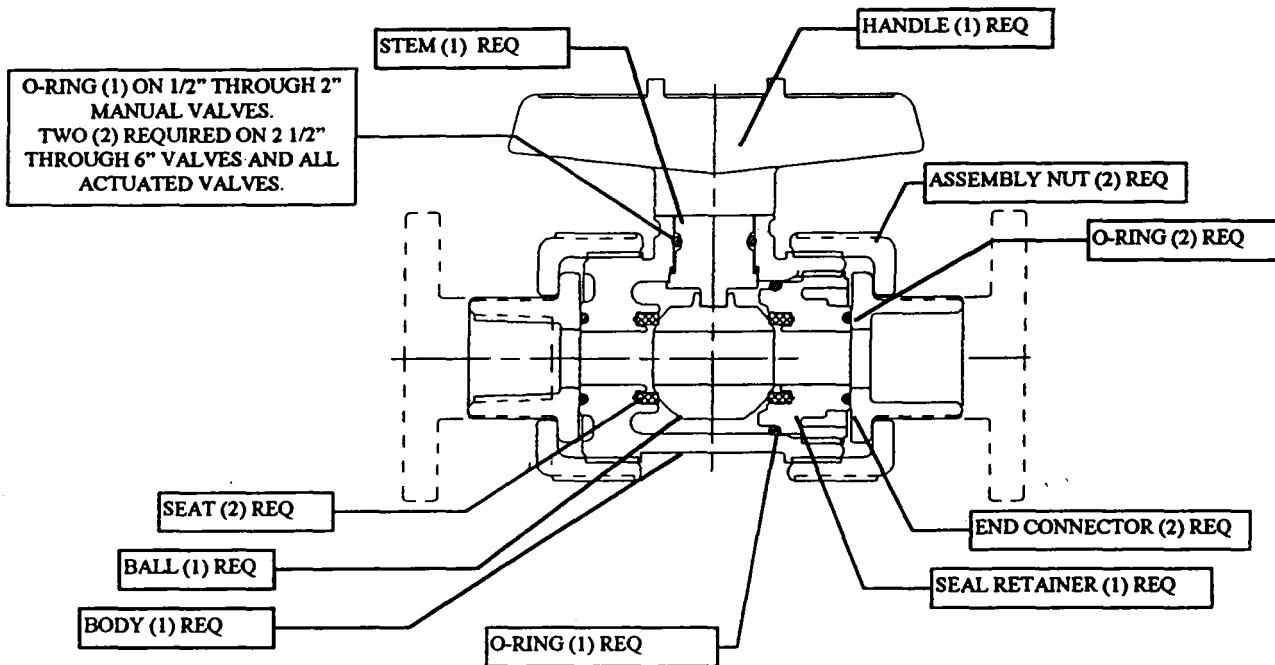 HANDLE (1) REQ
STEM (1) REQ
O-RING (1) ON 1/2” THROUGH 2”
MANUAL VALVES.
TWO (2) REQUIRED ON 2 1/2”
THROUGH 6” VALVES AND ALL
ACTUATED VALVES.
ASSEMBLY NUT (2) REQ
O-RING (2) REQ
SEAT (2) REQ
END CONNECTOR (2) REQ
BALL (1) REQ
SEAL RETAINER (1) REQ
BODY (1) REQ
O-RING (1) REQ